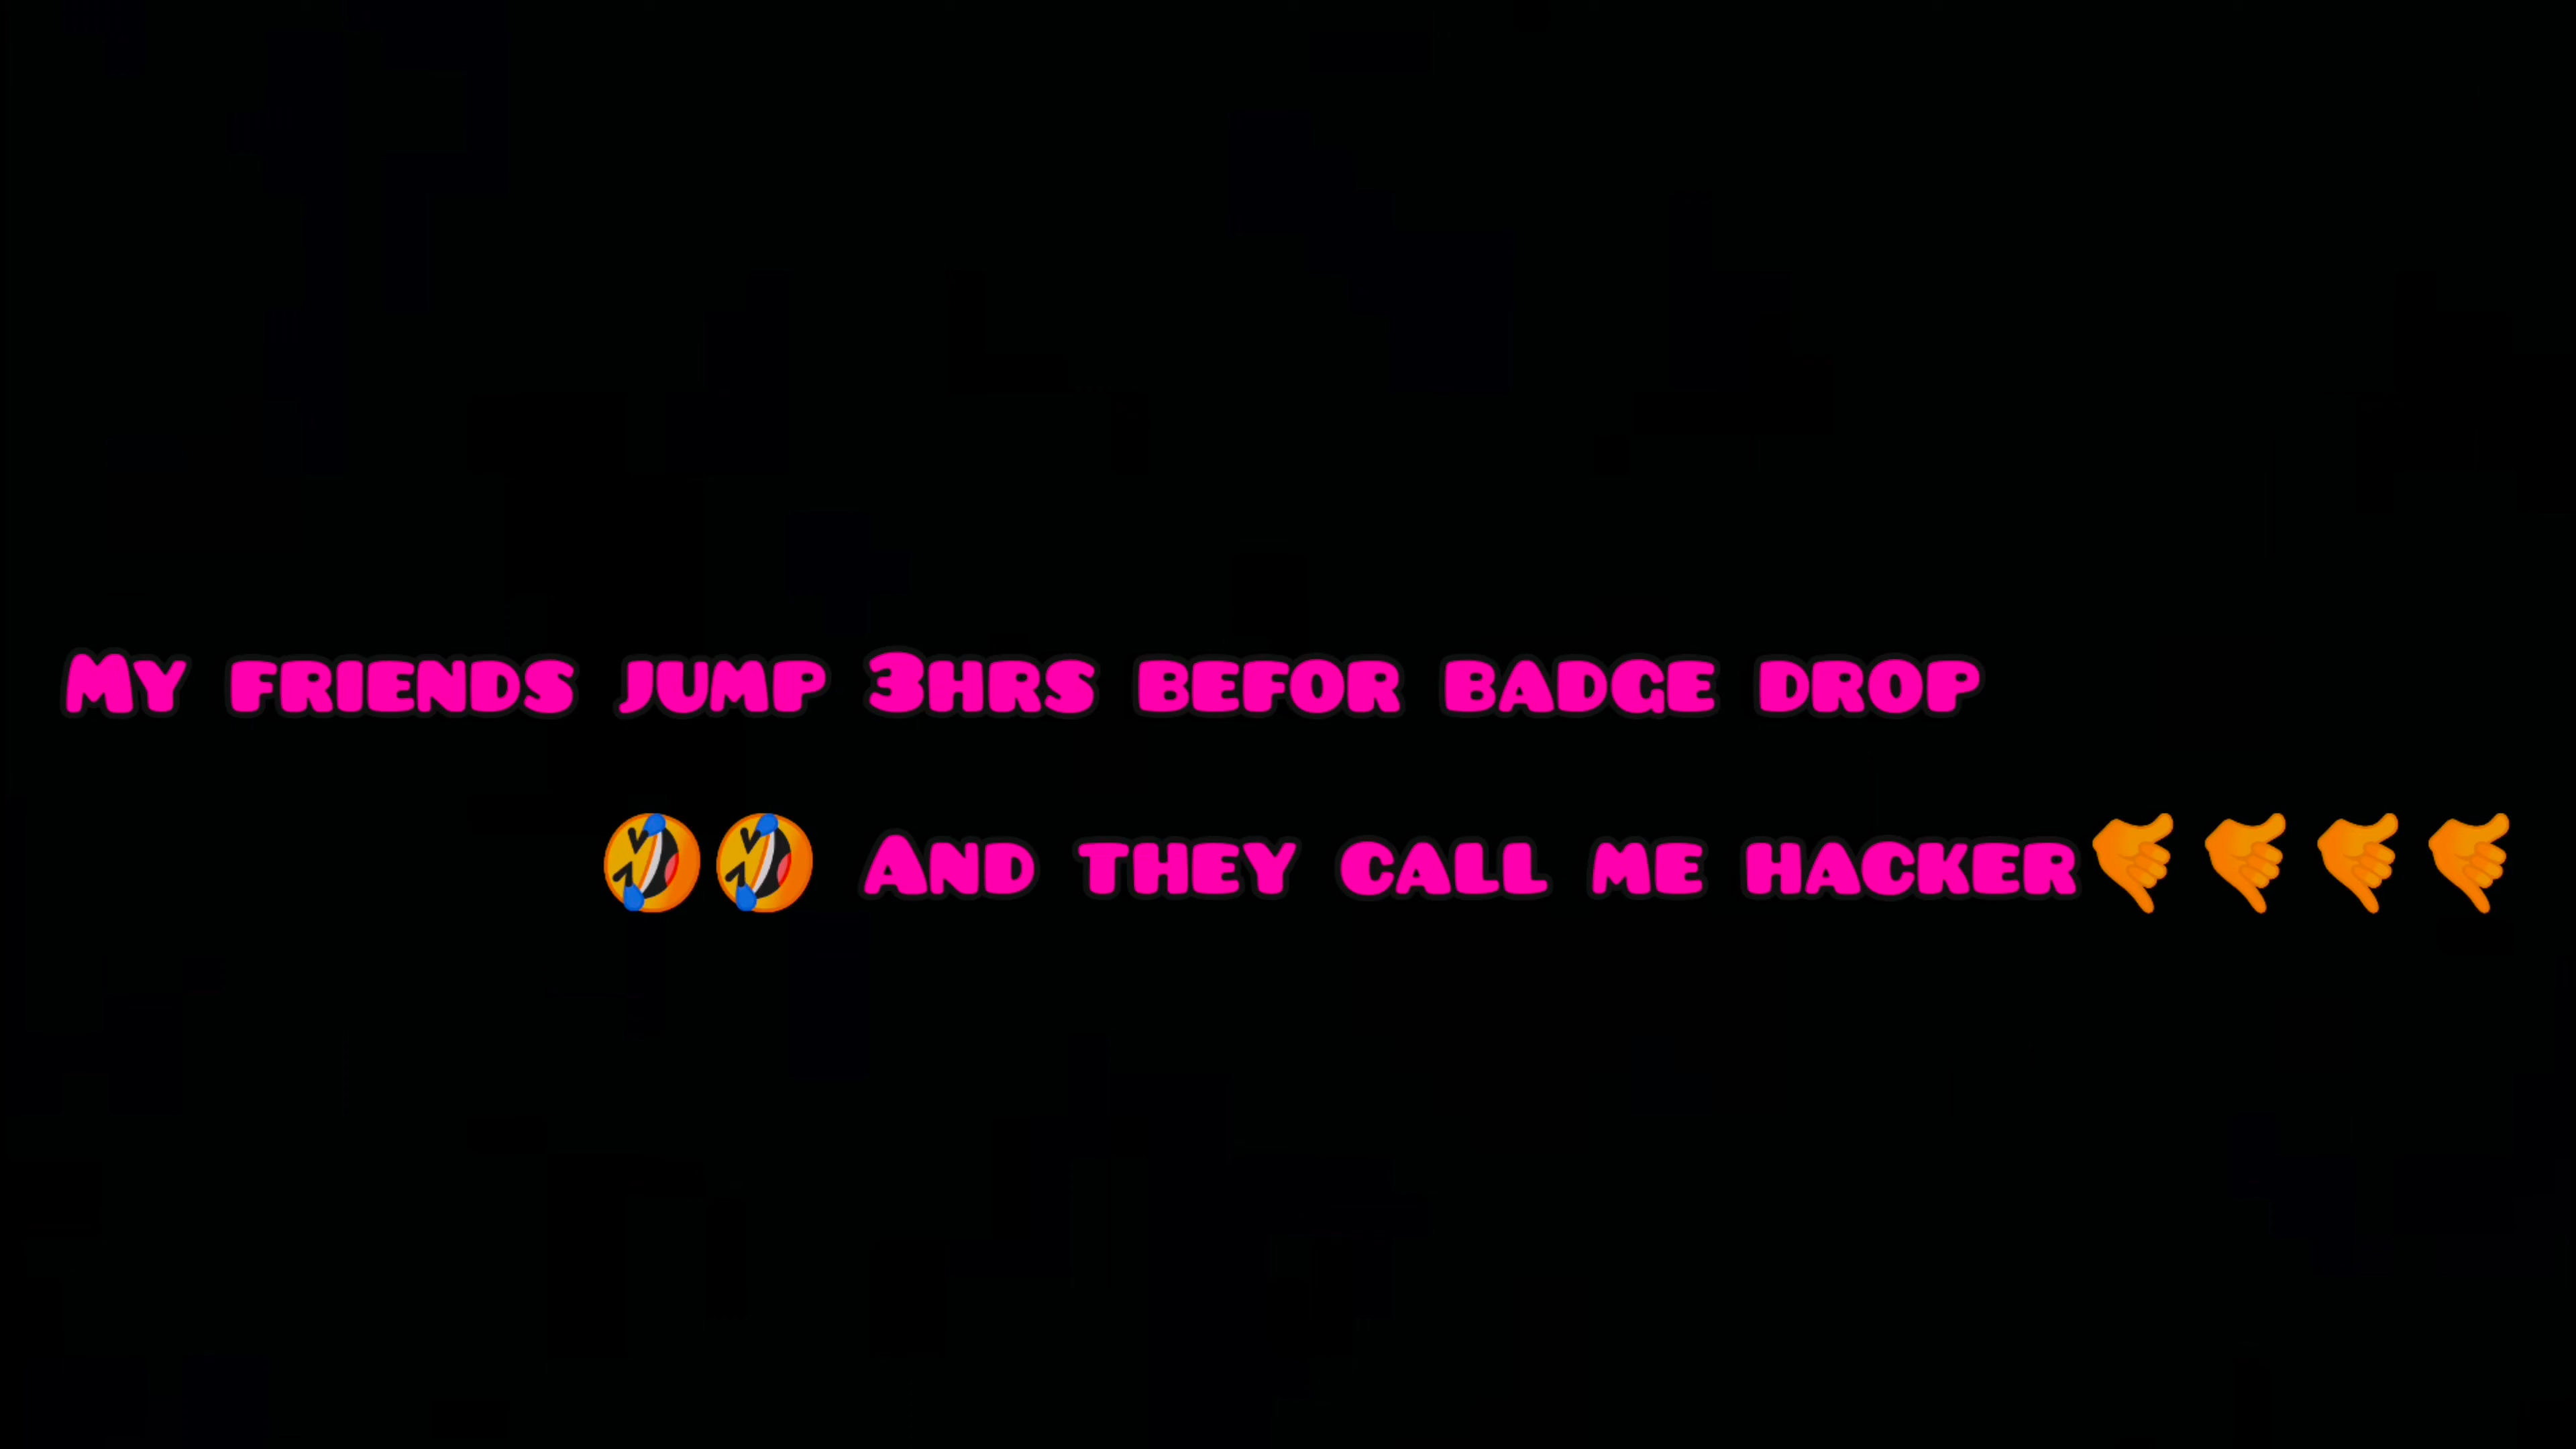 My friends jump 3hrs befor badge drop
🤣🤣 And they call me hacker🤙🤙🤙🤙